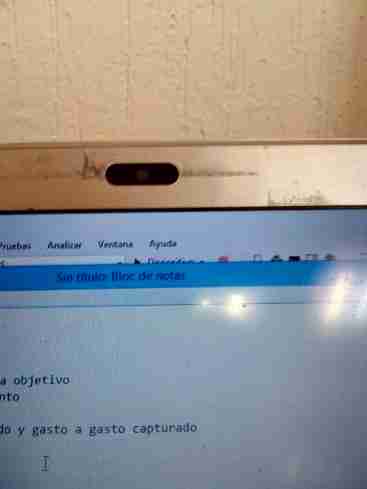 Pruebas Analizar Ventana Ayuda
Sin título: Bloc de notas
a objetivo
nto
do y gasto a gasto capturado